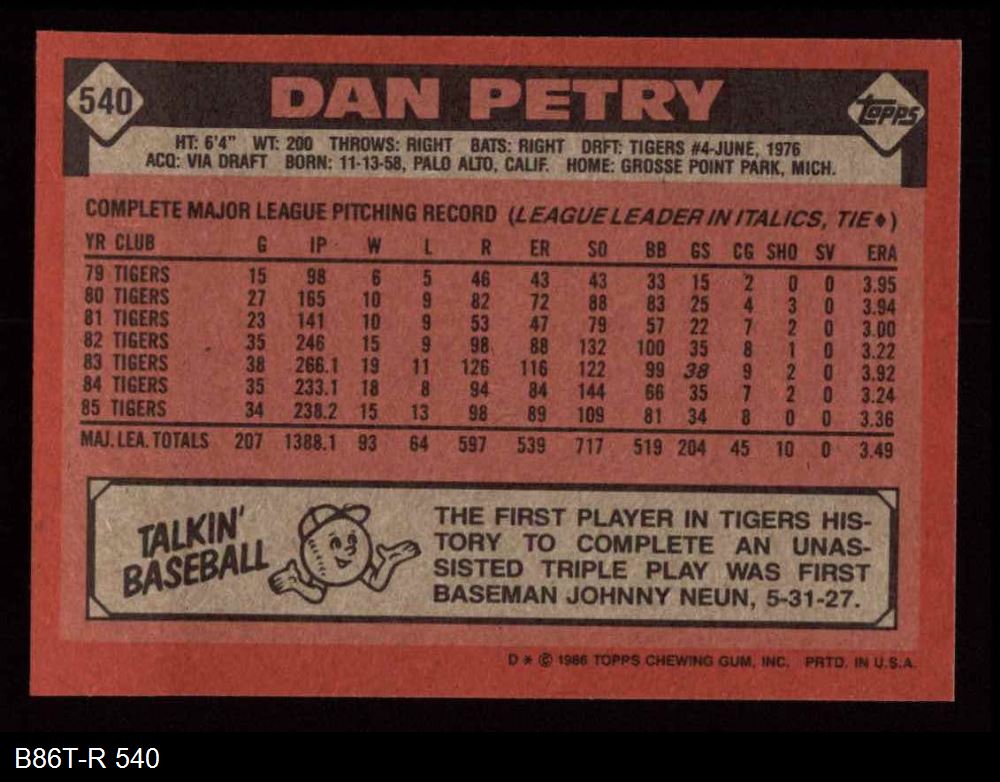 540 DAN PETRY Topps
HT: 6'4" WT: 200 THROWS: RIGHT BATS: RIGHT DRFT: TIGERS #4-JUNE, 1976
ACQ: VIA DRAFT BORN: 11-13-58, PALO ALTO, CALIF. HOME: GROSSE POINT PARK, MICH.
COMPLETE MAJOR LEAGUE PITCHING RECORD (LEAGUE LEADER IN ITALICS, TIE♦)
YR CLUB G IP W L R ER SO BB GS CG SHO SV ERA
79 TIGERS 15 98 6 5 46 43 43 33 15 2 0 0 3.95
80 TIGERS 27 165 10 9 82 72 88 83 25 4 3 0 3.94
81 TIGERS 23 141 10 9 53 47 79 57 22 7 2 0 3.00
82 TIGERS 35 246 15 9 98 88 132 100 35 8 1 0 3.22
83 TIGERS 38 266.1 19 11 126 116 122 99 38 9 2 0 3.92
84 TIGERS 35 233.1 18 8 94 84 144 66 35 7 2 0 3.24
85 TIGERS 34 238.2 15 13 98 89 109 81 34 8 0 0 3.36
MAJ. LEA. TOTALS 207 1388.1 93 64 597 539 717 519 204 45 10 0 3.49
TALKIN'
BASEBALL
THE FIRST PLAYER IN TIGERS HIS-
TORY TO COMPLETE AN UNAS-
SISTED TRIPLE PLAY WAS FIRST
BASEMAN JOHNNY NEUN, 5-31-27.
D * © 1986 TOPPS CHEWING GUM, INC. PRTD. IN U.S.A.
B86T-R 540